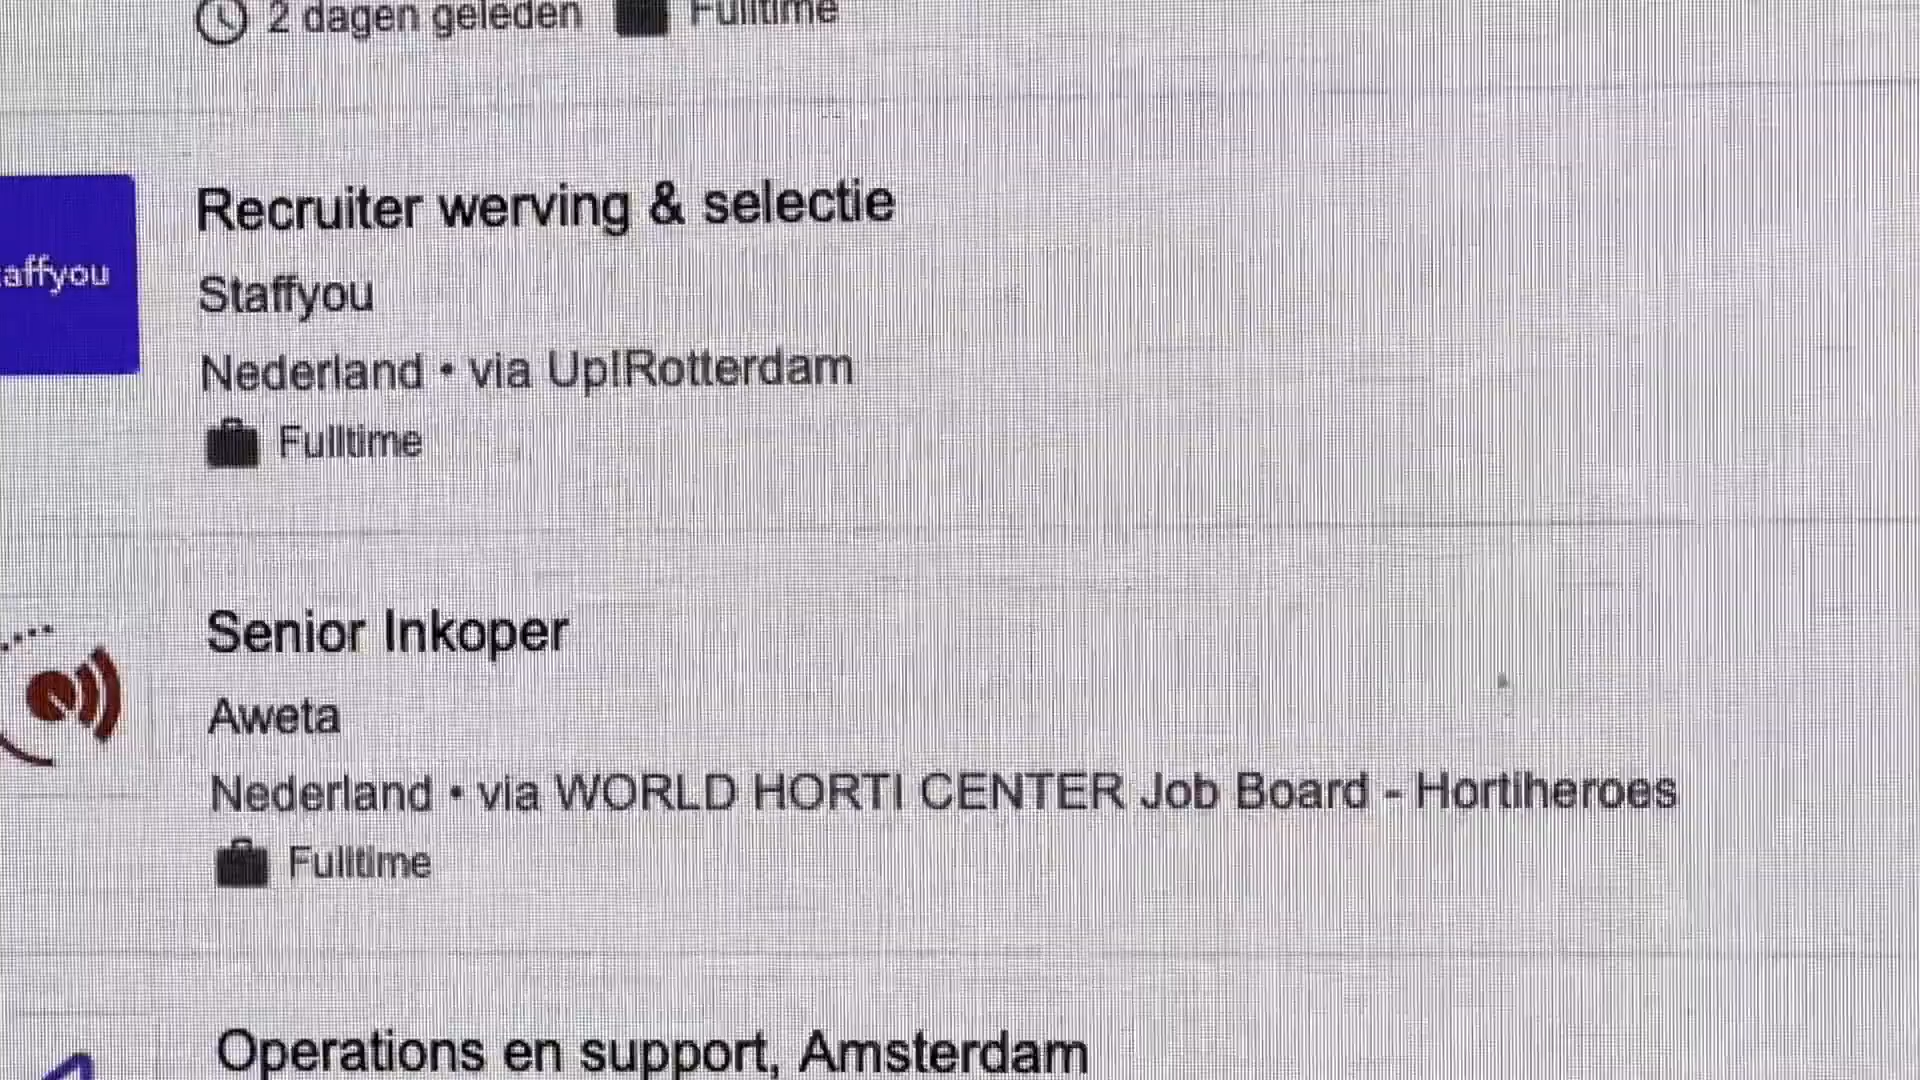 2 dagen geleden Fulltime
Recruiter werving & selectie
affyou
Staffyou
Nederland • via Up!Rotterdam
Fulltime
Senior Inkoper
Aweta
Nederland • via WORLD HORTI CENTER Job Board - Hortiheroes
Fulltime
Operations en support, Amsterdam